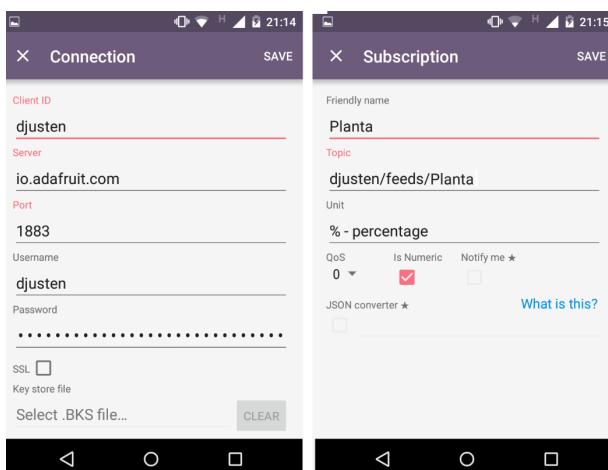 H 21:14
Connection SAVE
Client ID
djusten
Server
io.adafruit.com
Port
1883
Username
djusten
Password
SSL
Key store file
Select .BKS file...
CLEAR
H 21:15
Subscription SAVE
Friendly name
Planta
Topic
djusten/feeds/Planta
Unit
% - percentage
QoS Is Numeric Notify me ★
0
JSON converter ★ What is this?